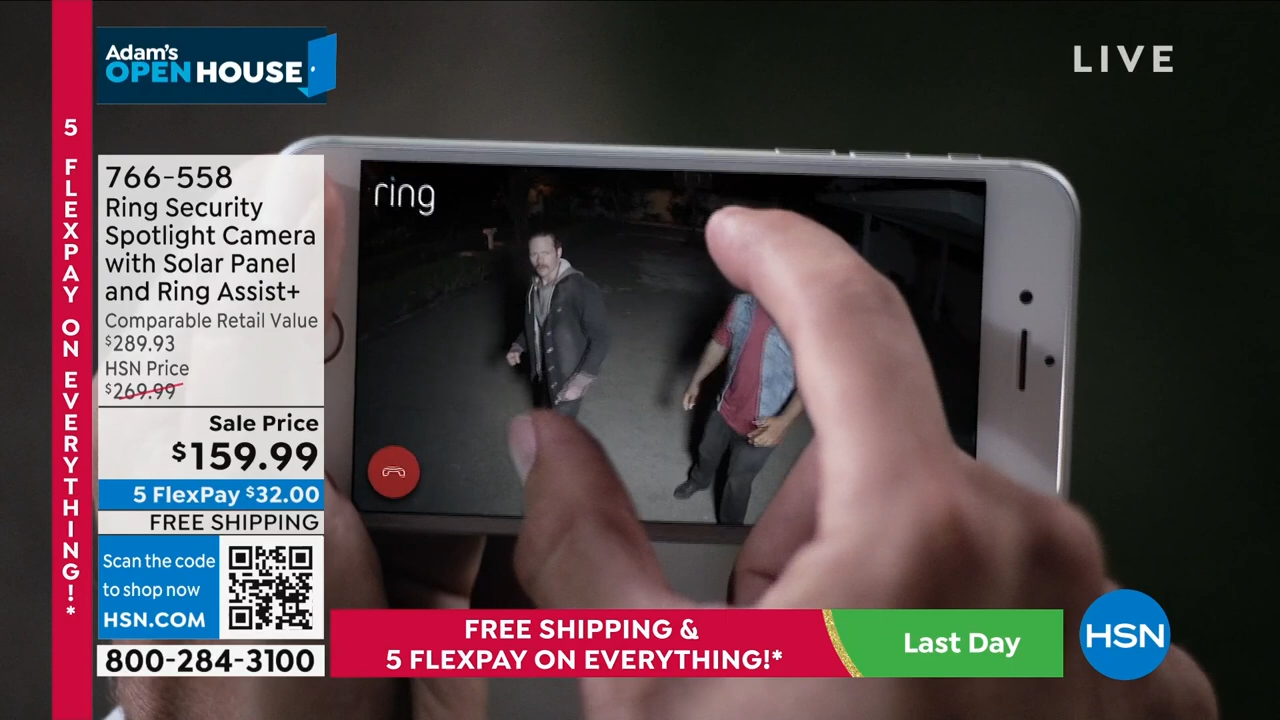 5 FLEXPAY ON EVERYTHING!*
Adam's
OPEN HOUSE
LIVE
766-558
Ring Security
Spotlight Camera
with Solar Panel
and Ring Assist+
Comparable Retail Value
$289.93
HSN Price
$269.99
Sale Price
$159.99
5 FlexPay $32.00
FREE SHIPPING
Scan the code
to shop now
HSN.COM
800-284-3100
ring
FREE SHIPPING &
5 FLEXPAY ON EVERYTHING!*
Last Day
HSN